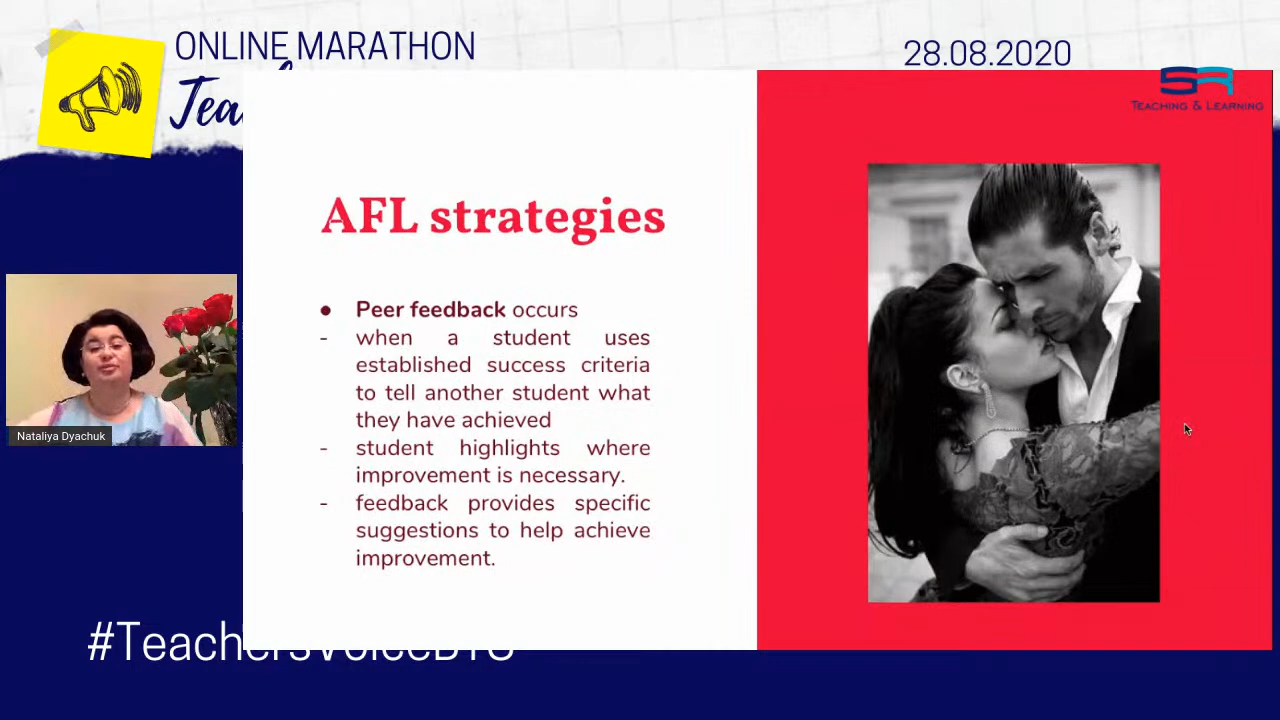 ONLINE MARATHON
28.08.2020
SR
TEACHING & LEARNING
AFL strategies
● Peer feedback occurs
- when a student uses
established success criteria
to tell another student what
they have achieved
- student highlights where
improvement is necessary.
- feedback provides specific
suggestions to help achieve
improvement.
Nataliya Dyachuk